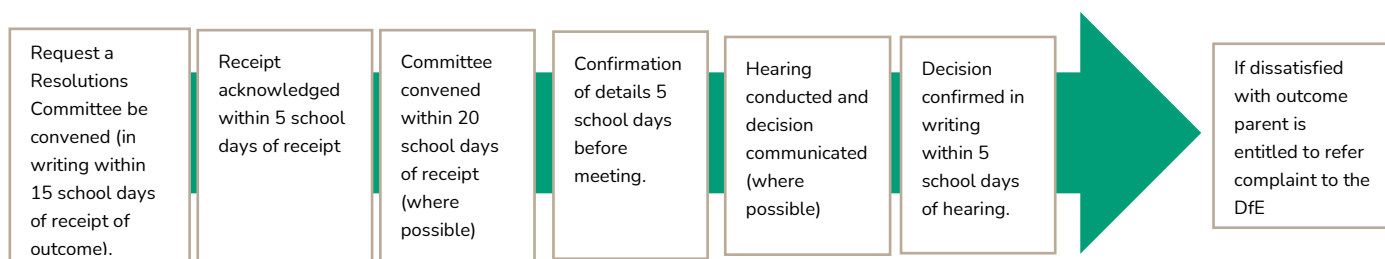 Request a
Resolutions
Committee be
convened (in
writing within
15 school days
of receipt of
outcome).
Receipt
acknowledged
within 5 school
days of receipt
Committee
convened
within 20
school days
of receipt
(where
possible)
Confirmation
of details 5
school days
before
meeting.
Hearing
conducted and
decision
communicated
(where
possible)
Decision
confirmed in
writing
within 5
school days
of hearing.
If dissatisfied
with outcome
parent is
entitled to refer
complaint to the
DfE